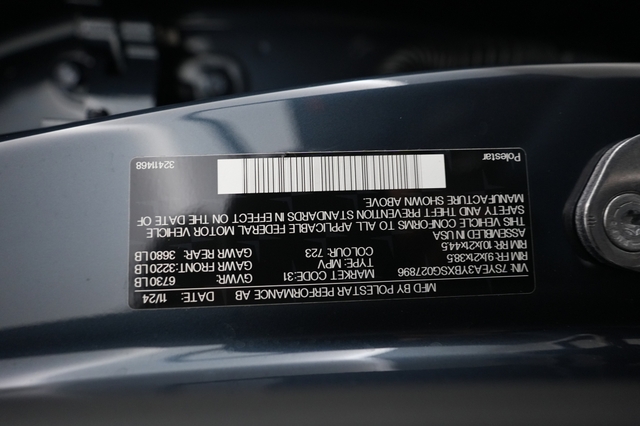 MFD BY POLESTAR PERFORMANCE AB
DATE: 11/24
VIN: 7SYEA3YBXSG027896 MARKET CODE:31 GVWR: 6730LB
RIM FR: 9Jx21x38.5 TYPE: MPV GAWR FRONT: 3220LB
RIM RR: 10Jx21x44.5 COLOUR: 723 GAWR REAR: 3680LB
ASSEMBLED IN USA
THIS VEHICLE CONFORMS TO ALL APPLICABLE FEDERAL MOTOR VEHICLE
SAFETY AND THEFT PREVENTION STANDARDS IN EFFECT ON THE DATE OF
MANUFACTURE SHOWN ABOVE.
Polestar 32411468